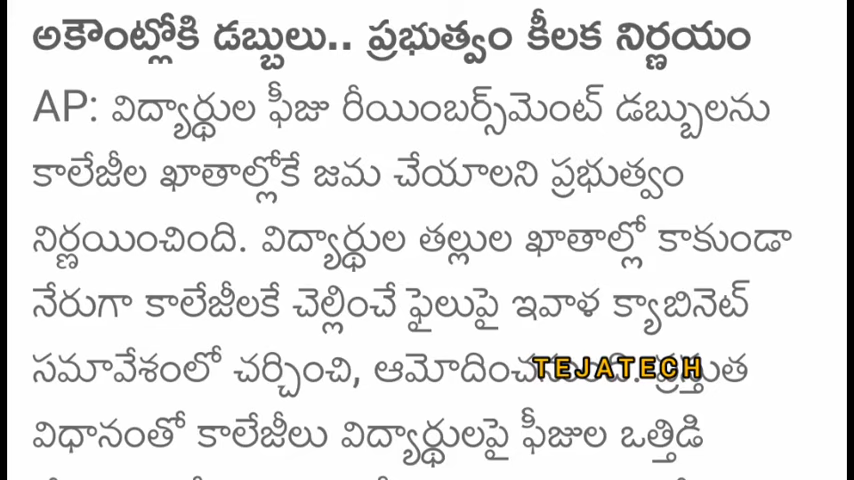 అకౌంట్లోకి డబ్బులు.. ప్రభుత్వం కీలక నిర్ణయం
AP: విద్యార్థుల ఫీజు రీయింబర్స్‌మెంట్ డబ్బులను
కాలేజీల ఖాతాల్లోకే జమ చేయాలని ప్రభుత్వం
నిర్ణయించింది. విద్యార్థుల తల్లుల ఖాతాల్లో కాకుండా
నేరుగా కాలేజీలకే చెల్లించే ఫైలుపై ఇవాళ క్యాబినెట్
సమావేశంలో చర్చించి, TEJATECH
విధానంతో కాలేజీలు విద్యార్థులపై ఫీజుల ఒత్తిడి